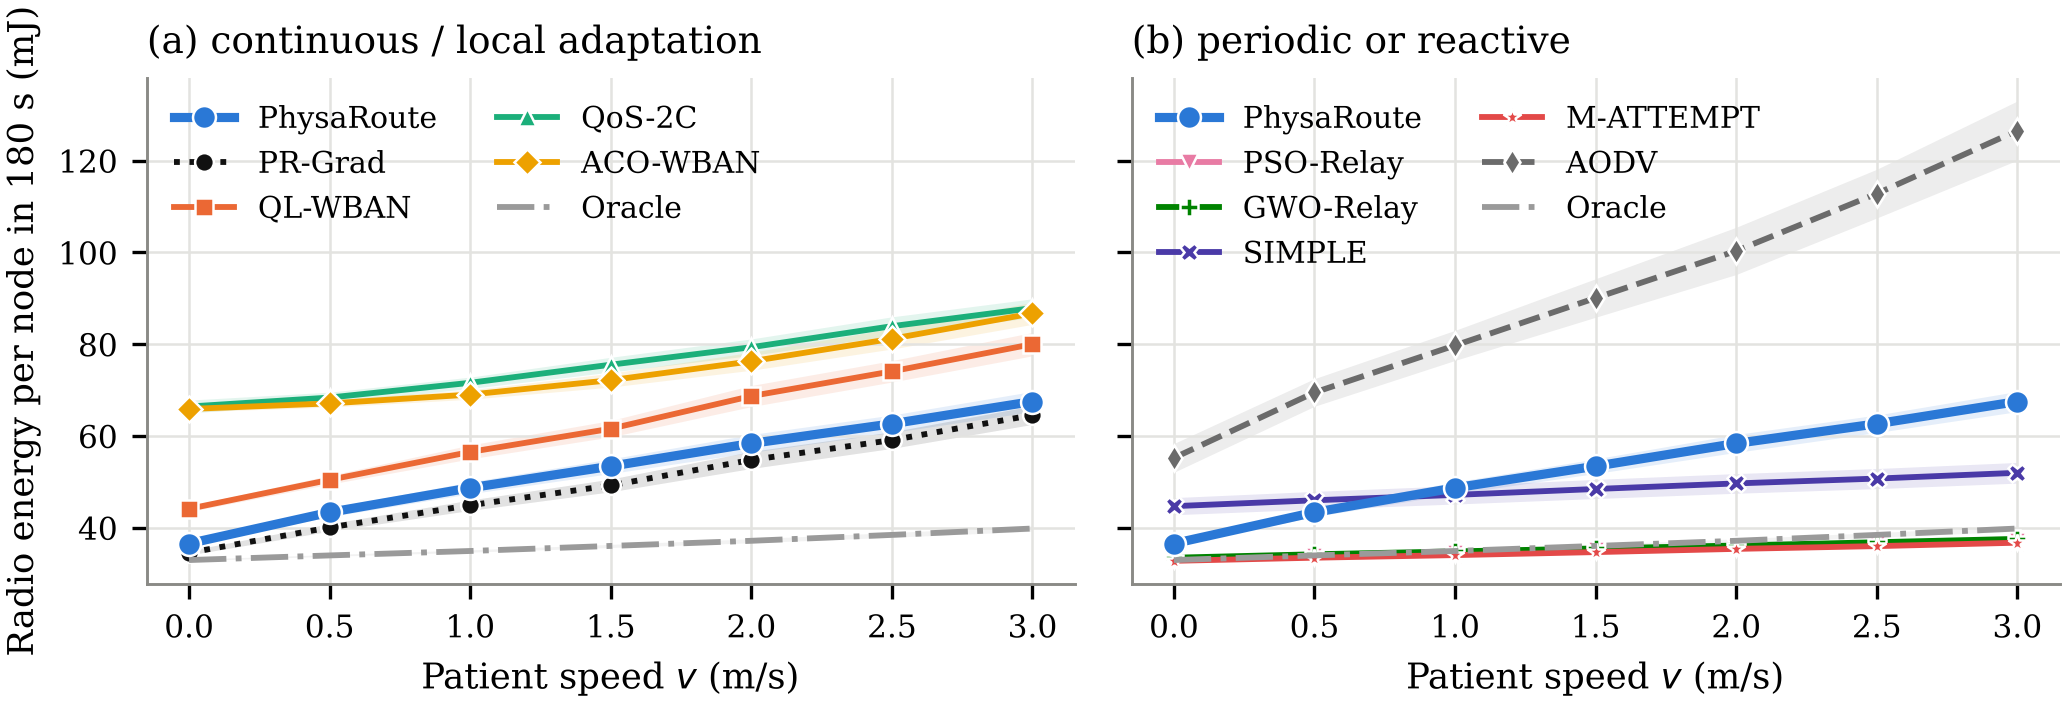 Radio energy per node in 180 s (mJ)
(a) continuous / local adaptation
PhysaRoute
PR-Grad
QL-WBAN
QoS-2C
ACO-WBAN
Oracle
120
100
80
60
40
0.0 0.5 1.0 1.5 2.0 2.5 3.0
Patient speed v (m/s)
(b) periodic or reactive
PhysaRoute
PSO-Relay
GWO-Relay
SIMPLE
M-ATTEMPT
AODV
Oracle
0.0 0.5 1.0 1.5 2.0 2.5 3.0
Patient speed v (m/s)